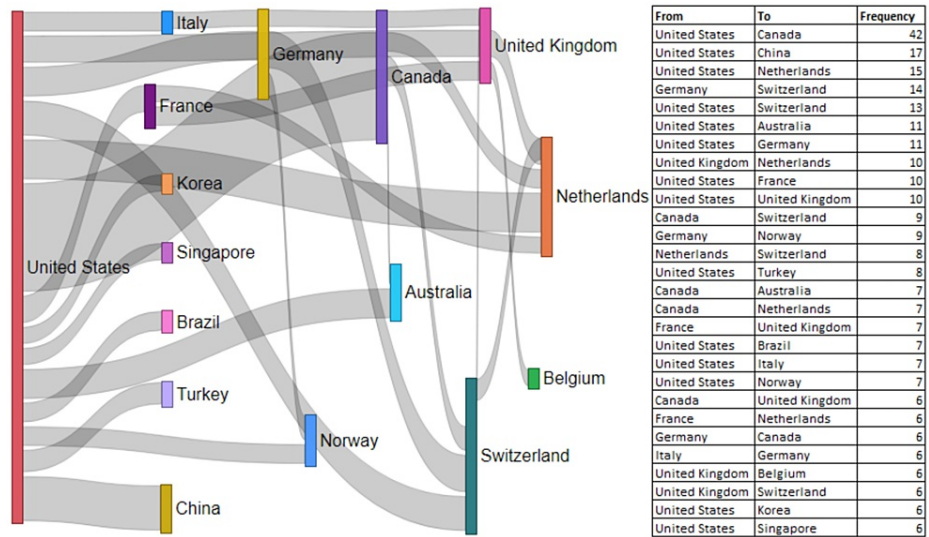 Italy
Germany
United Kingdom
Canada
France
Korea
Netherlands
Singapore
United States
Australia
Brazil
Belgium
Turkey
Norway
Switzerland
China
From To Frequency
United States Canada 42
United States China 17
United States Netherlands 15
Germany Switzerland 14
United States Switzerland 13
United States Australia 11
United States Germany 11
United Kingdom Netherlands 10
United States France 10
United States United Kingdom 10
Canada Switzerland 9
Germany Norway 9
Netherlands Switzerland 8
United States Turkey 8
Canada Australia 7
Canada Netherlands 7
France United Kingdom 7
United States Brazil 7
United States Italy 7
United States Norway 7
Canada United Kingdom 6
France Netherlands 6
Germany Canada 6
Italy Germany 6
United Kingdom Belgium 6
United Kingdom Switzerland 6
United States Korea 6
United States Singapore 6